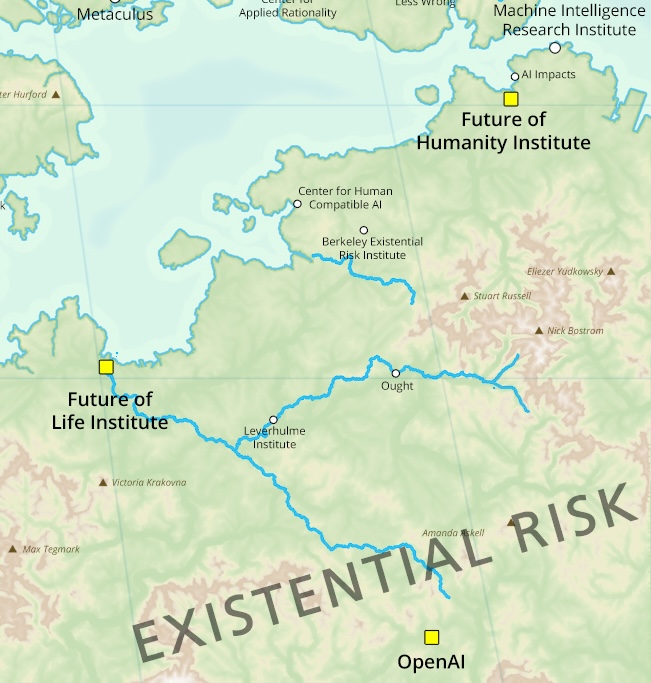 Metaculus
Center for
Applied Rationality
Less Wrong
Machine Intelligence
Research Institute
AI Impacts
ter Hurford
Future of
Humanity Institute
Center for Human
Compatible AI
k
Berkeley Existential
Risk Institute
Eliezer Yudkowsky
Stuart Russell
Nick Bostrom
Ought
Future of
Life Institute
Leverhulme
Institute
Victoria Krakovna
Amanda Askell
Max Tegmark
EXISTENTIAL RISK
OpenAI